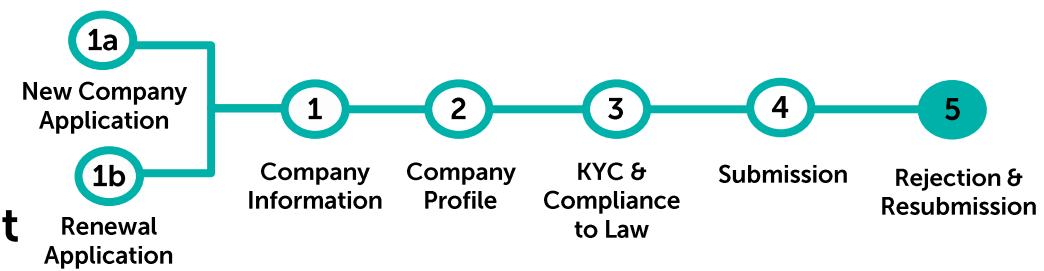 1a
New Company
Application
1b
t
Renewal
Application
1
Company
Information
2
Company
Profile
3
KYC &
Compliance
to Law
4
Submission
5
Rejection &
Resubmission